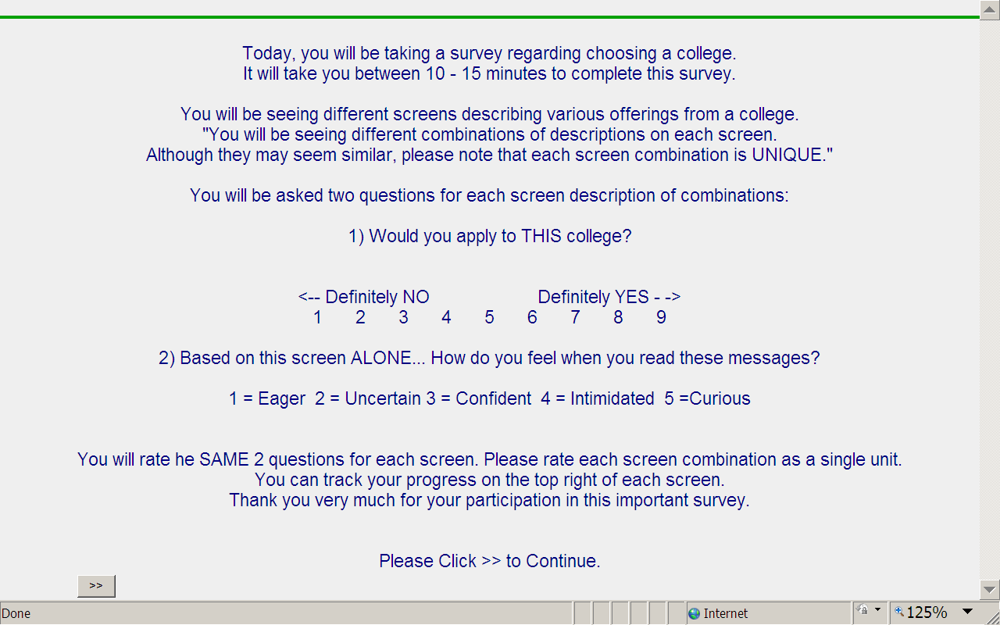 Today, you will be taking a survey regarding choosing a college.
It will take you between 10 - 15 minutes to complete this survey.
You will be seeing different screens describing various offerings from a college.
"You will be seeing different combinations of descriptions on each screen.
Although they may seem similar, please note that each screen combination is UNIQUE."
You will be asked two questions for each screen description of combinations:
1) Would you apply to THIS college?
<-- Definitely NO Definitely YES - ->
1 2 3 4 5 6 7 8 9
2) Based on this screen ALONE... How do you feel when you read these messages?
1 = Eager 2 = Uncertain 3 = Confident 4 = Intimidated 5 =Curious
You will rate he SAME 2 questions for each screen. Please rate each screen combination as a single unit.
You can track your progress on the top right of each screen.
Thank you very much for your participation in this important survey.
Please Click >> to Continue.
>>
Done Internet 125%